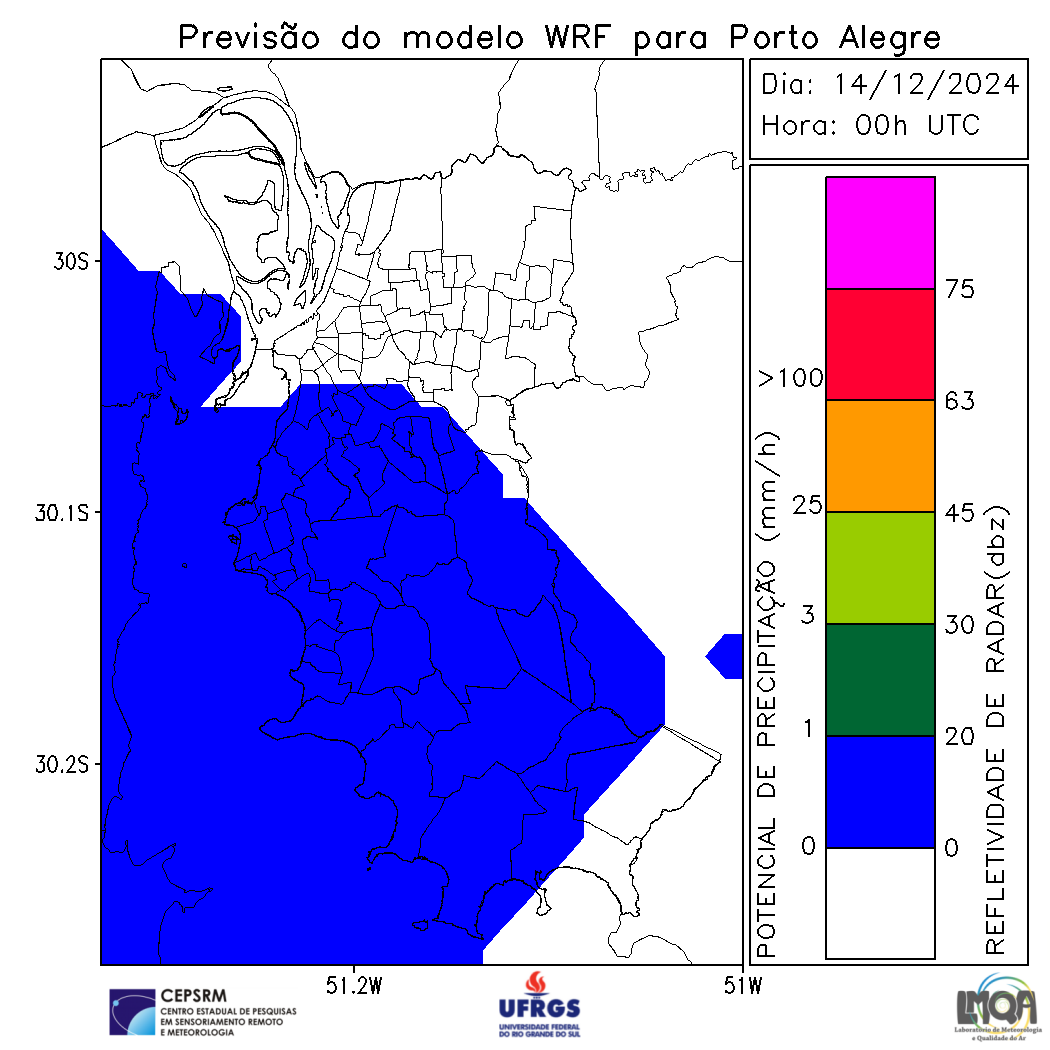 Previsão do modelo WRF para Porto Alegre
Dia: 14/12/2024
Hora: 00h UTC
30S
30.1S
30.2S
51.2W
51W
POTENCIAL DE PRECIPITAÇÃO (mm/h)
>100
25
3
1
0
75
63
45
30
20
0
REFLETIVIDADE DE RADAR(dbz)
CEPSRM
CENTRO ESTADUAL DE PESQUISAS
EM SENSORIAMENTO REMOTO
E METEOROLOGIA
UFRGS
UNIVERSIDADE FEDERAL
DO RIO GRANDE DO SUL
LMQA
Laboratório de Meteorologia
e Qualidade do Ar